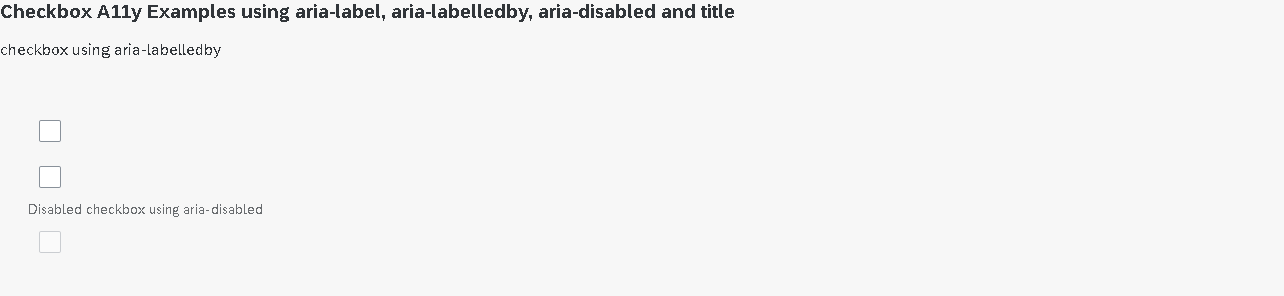 Checkbox A11y Examples using aria-label, aria-labelledby, aria-disabled and title
checkbox using aria-labelledby
Disabled checkbox using aria-disabled